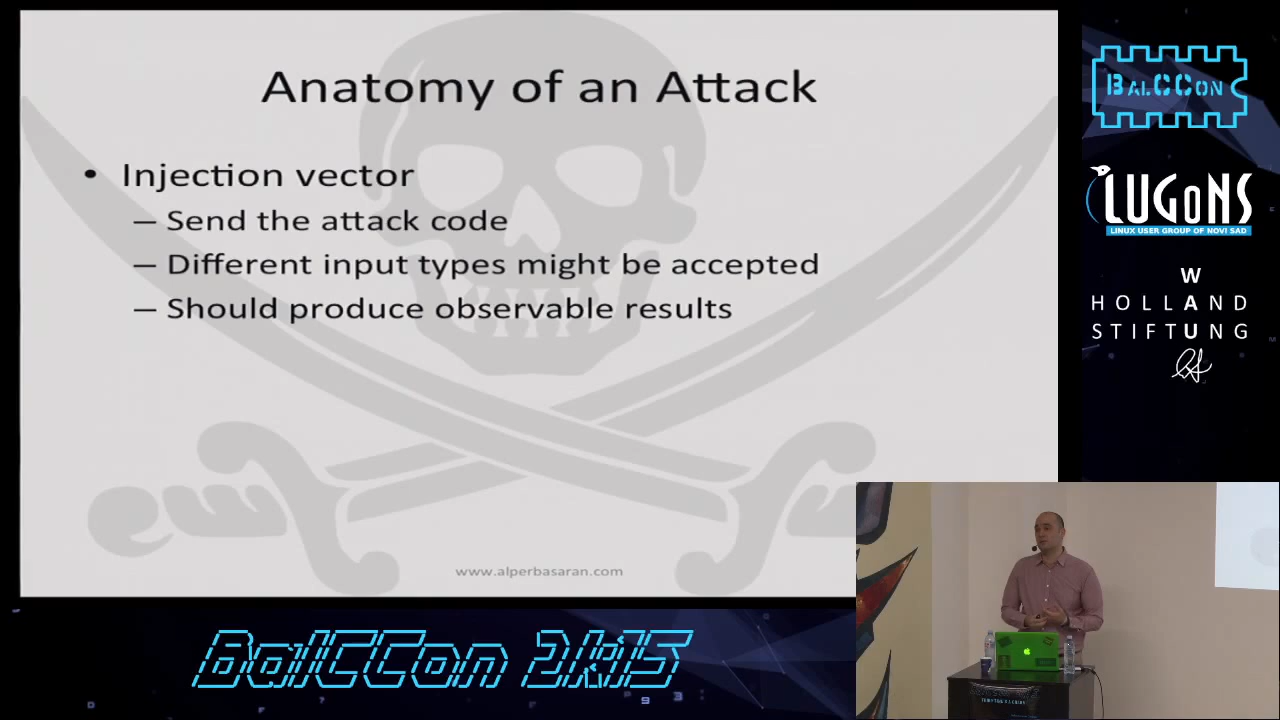 Anatomy of an Attack
• Injection vector
– Send the attack code
– Different input types might be accepted
– Should produce observable results
www.alperbasaran.com
BALCCON
LUGoNS
LINUX USER GROUP OF NOVI SAD
WAU
HOLLAND
STIFTUNG
BalCCon 2k15